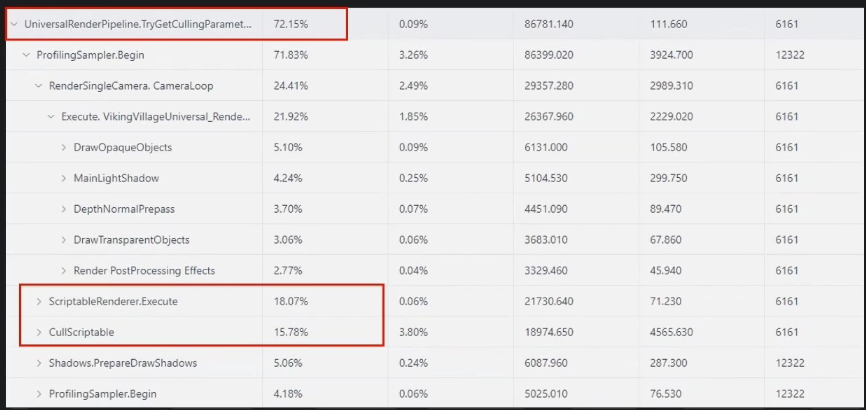 UniversalRenderPipeline.TryGetCullingParamet... 72.15% 0.09% 86781.140 111.660 6161
ProfilingSampler.Begin 71.83% 3.26% 86399.020 3924.700 12322
RenderSingleCamera. CameraLoop 24.41% 2.49% 29357.280 2989.310 6161
Execute. VikingVillageUniversal_Rende... 21.92% 1.85% 26367.960 2229.020 6161
DrawOpaqueObjects 5.10% 0.09% 6131.000 105.580 6161
MainLightShadow 4.24% 0.25% 5104.530 299.750 6161
DepthNormalPrepass 3.70% 0.07% 4451.090 89.470 6161
DrawTransparentObjects 3.06% 0.06% 3683.010 67.860 6161
Render PostProcessing Effects 2.77% 0.04% 3329.460 45.940 6161
ScriptableRenderer.Execute 18.07% 0.06% 21730.640 71.230 6161
CullScriptable 15.78% 3.80% 18974.650 4565.630 6161
Shadows.PrepareDrawShadows 5.06% 0.24% 6087.960 287.300 12322
ProfilingSampler.Begin 4.18% 0.06% 5025.010 76.530 12322